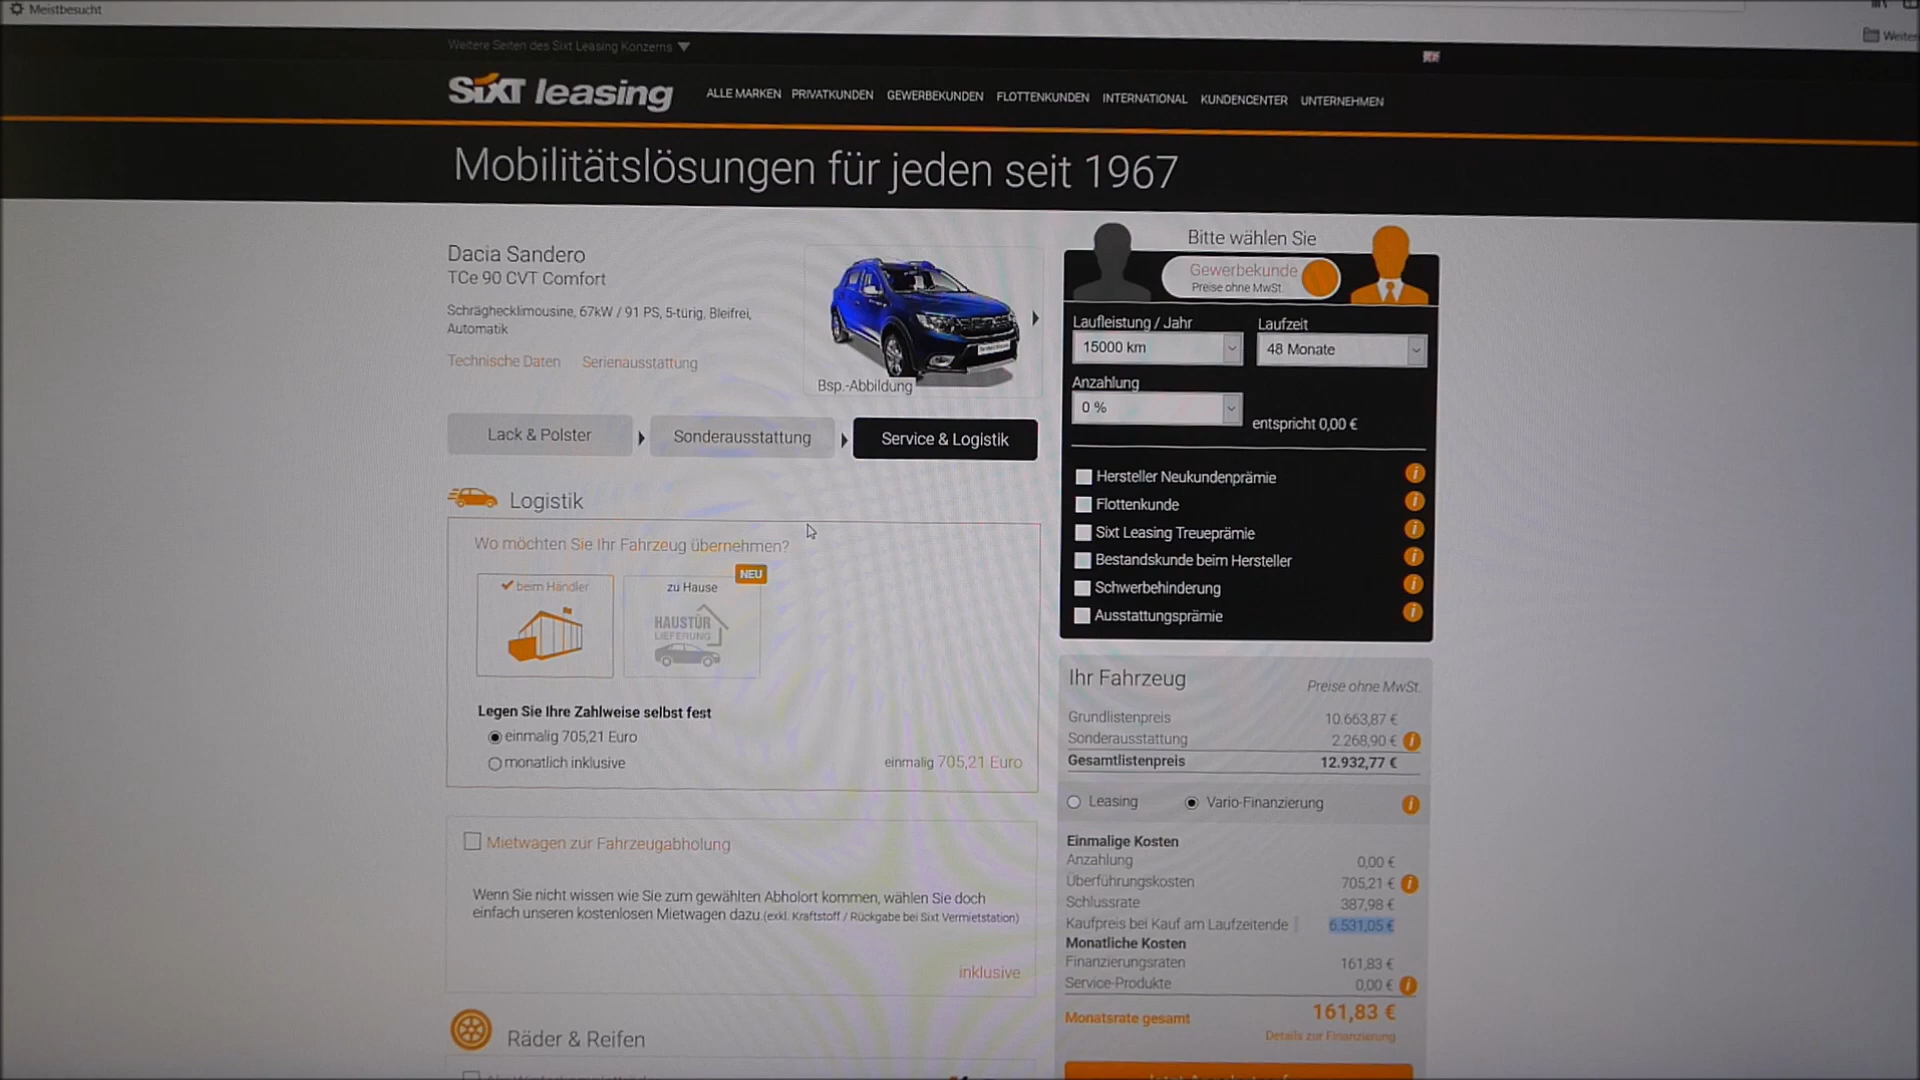 Meistbesucht
Weitere Seiten des Sixt Leasing Konzerns
SiXT leasing
ALLE MARKEN PRIVATKUNDEN GEWERBEKUNDEN FLOTTENKUNDEN INTERNATIONAL KUNDENCENTER UNTERNEHMEN
Mobilitätslösungen für jeden seit 1967
Dacia Sandero
TCe 90 CVT Comfort
Schräghecklimousine, 67kW / 91 PS, 5-türig, Bleifrei,
Automatik
Technische Daten Serienausstattung
Bsp.-Abbildung
Lack & Polster Sonderausstattung Service & Logistik
Logistik
Wo möchten Sie Ihr Fahrzeug übernehmen?
beim Händler
zu Hause
NEU
HAUSTÜR
LIEFERUNG
Legen Sie Ihre Zahlweise selbst fest
einmalig 705,21 Euro
monatlich inklusive
einmalig 705,21 Euro
Mietwagen zur Fahrzeugabholung
Wenn Sie nicht wissen wie Sie zum gewählten Abholort kommen, wählen Sie doch
einfach unseren kostenlosen Mietwagen dazu (exkl. Kraftstoff / Rückgabe bei Sixt Vermietstation)
inklusive
Räder & Reifen
Bitte wählen Sie
Gewerbekunde
Preise ohne MwSt.
Laufleistung / Jahr Laufzeit
15000 km 48 Monate
Anzahlung
0 %
entspricht 0,00 €
Hersteller Neukundenprämie
Flottenkunde
Sixt Leasing Treueprämie
Bestandskunde beim Hersteller
Schwerbehinderung
Ausstattungsprämie
Ihr Fahrzeug Preise ohne MwSt.
Grundlistenpreis 10.663,87 €
Sonderausstattung 2.268,90 €
Gesamtlistenpreis 12.932,77 €
Leasing Vario-Finanzierung
Einmalige Kosten
Anzahlung 0,00 €
Überführungskosten 705,21 €
Schlussrate 387,98 €
Kaufpreis bei Kauf am Laufzeitende 6.531,05 €
Monatliche Kosten
Finanzierungsraten 161,83 €
Service-Produkte 0,00 €
Monatsrate gesamt 161,83 €
Details zur Finanzierung